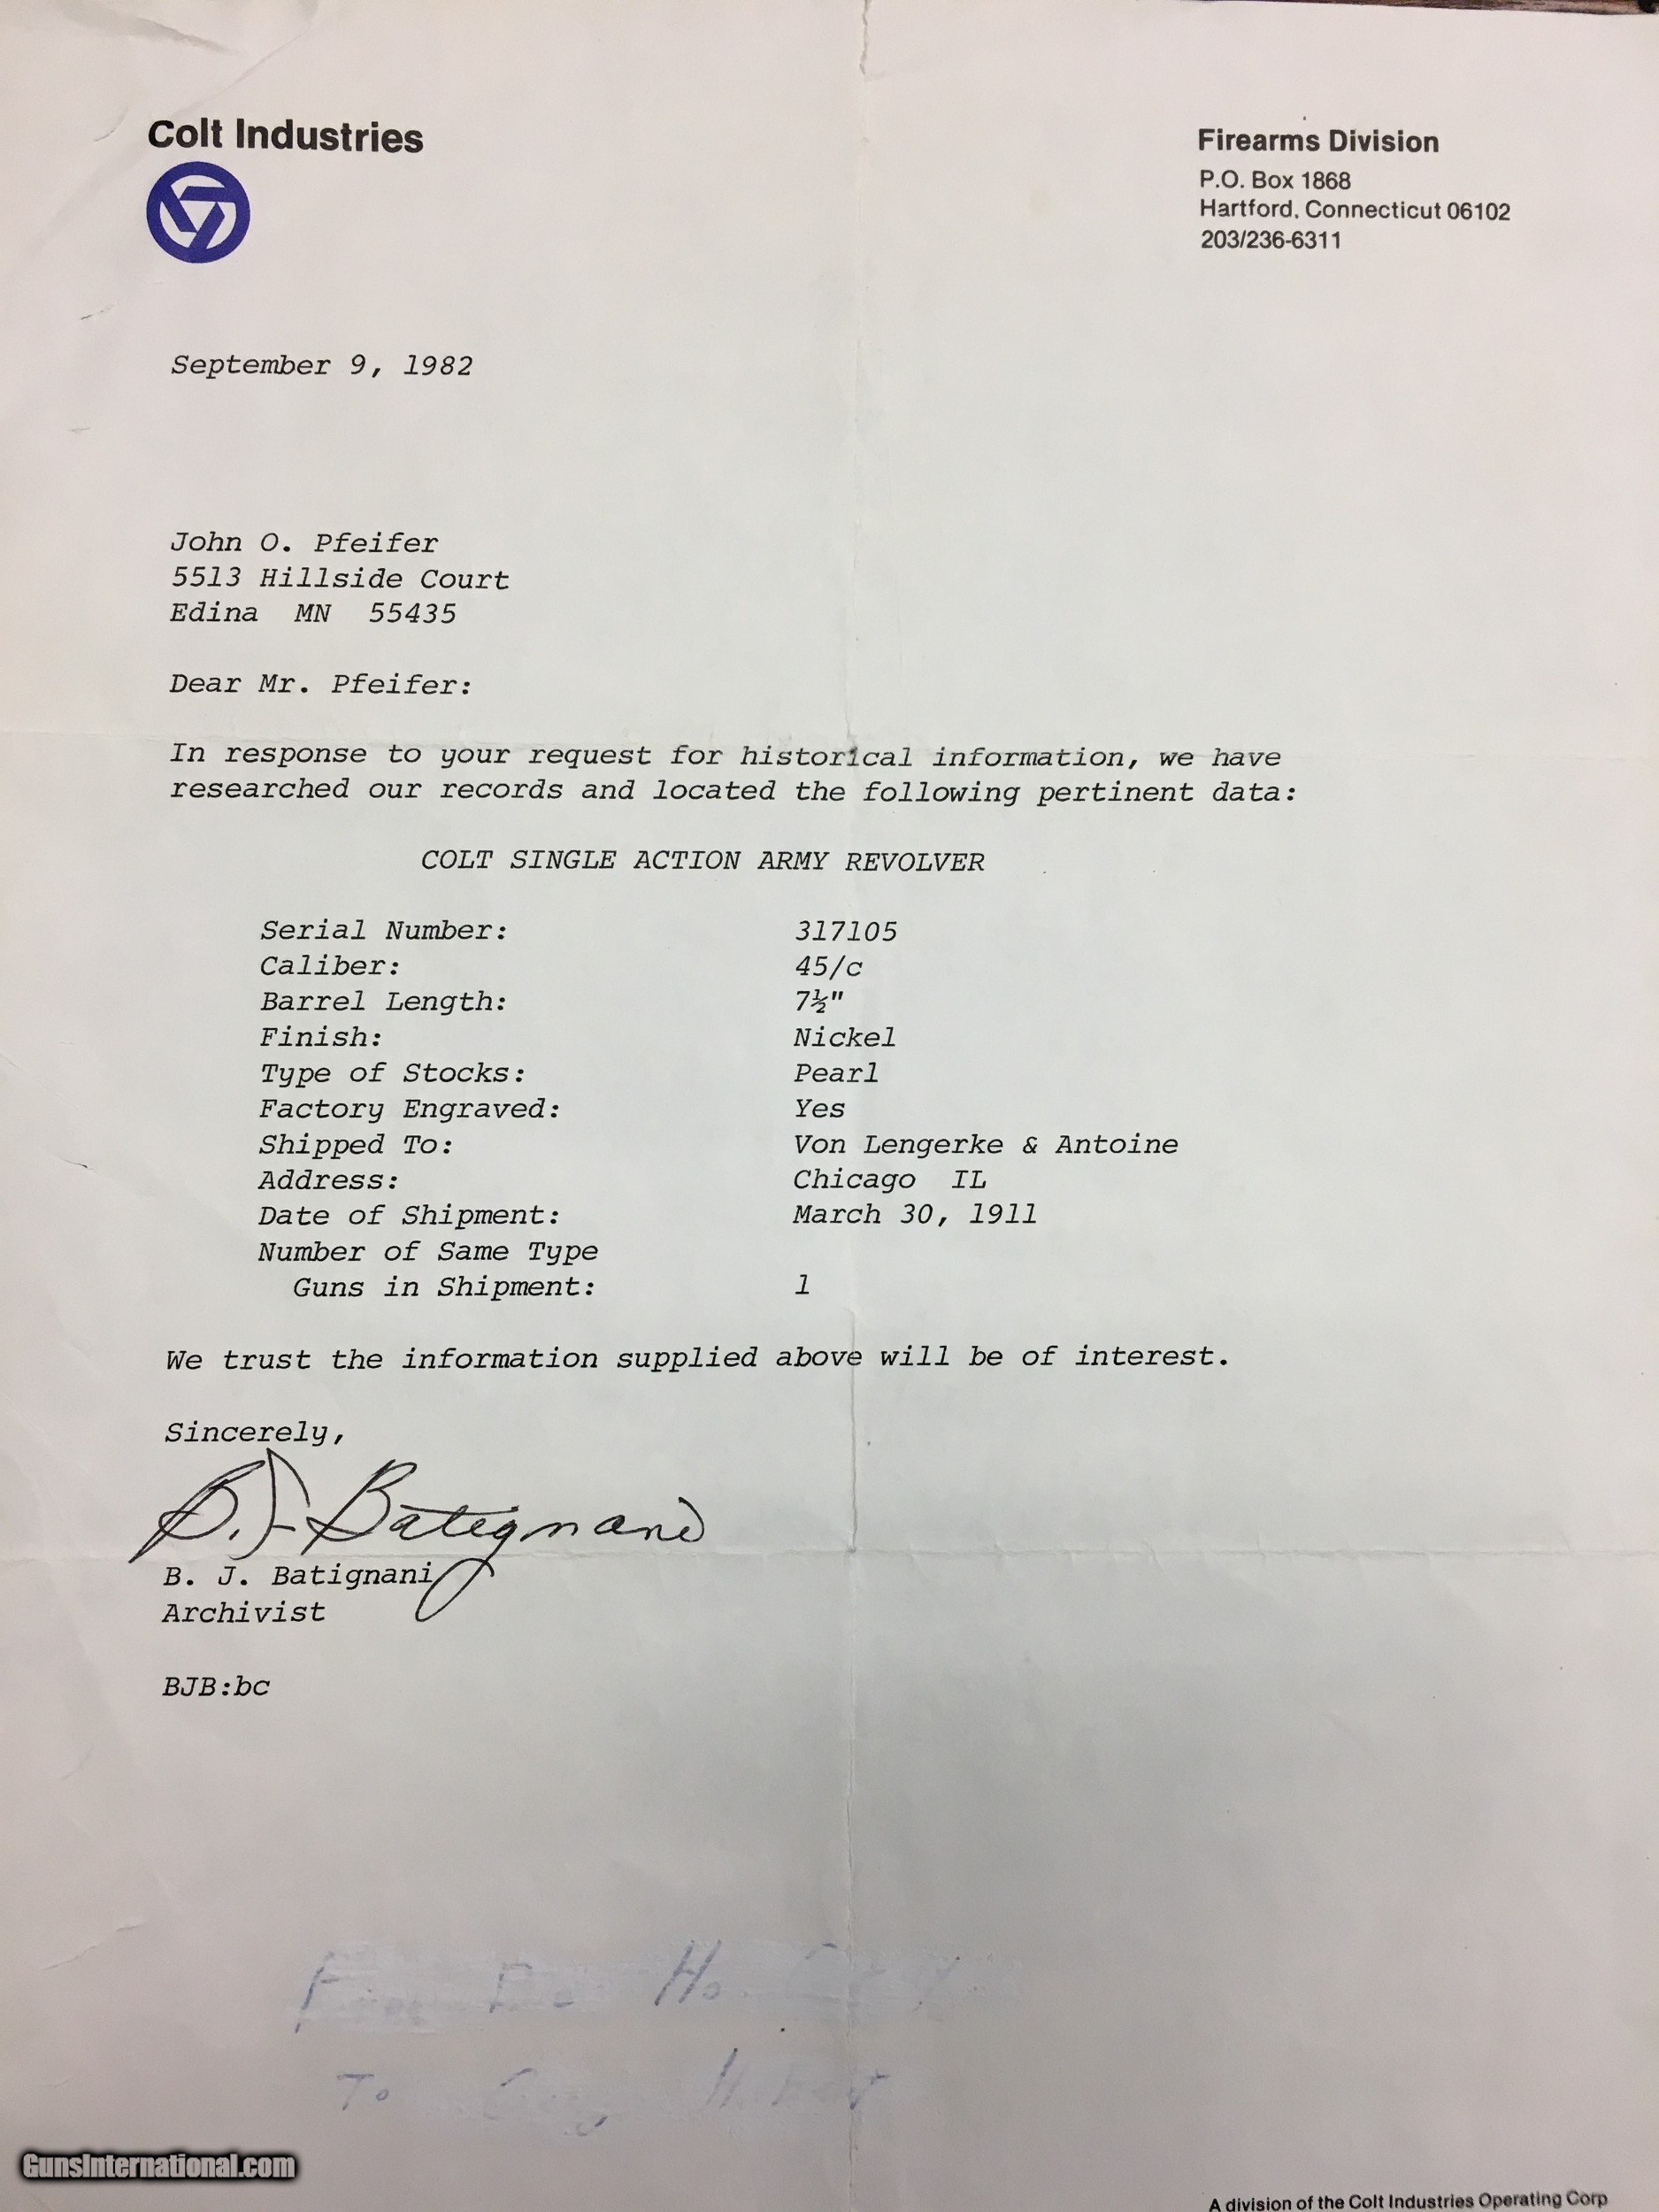 Colt Industries
Firearms Division
P.O. Box 1868
Hartford, Connecticut 06102
203/236-6311
September 9, 1982
John O. Pfeifer
5513 Hillside Court
Edina MN 55435
Dear Mr. Pfeifer:
In response to your request for historical information, we have
researched our records and located the following pertinent data:
COLT SINGLE ACTION ARMY REVOLVER
Serial Number: 317105
Caliber: 45/c
Barrel Length: 7½"
Finish: Nickel
Type of Stocks: Pearl
Factory Engraved: Yes
Shipped To: Von Lengerke & Antoine
Address: Chicago IL
Date of Shipment: March 30, 1911
Number of Same Type
Guns in Shipment: 1
We trust the information supplied above will be of interest.
Sincerely,
B. J. Batignani
B. J. Batignani
Archivist
BJB:bc
To
GunsInternational.com
A division of the Colt Industries Operating Corp